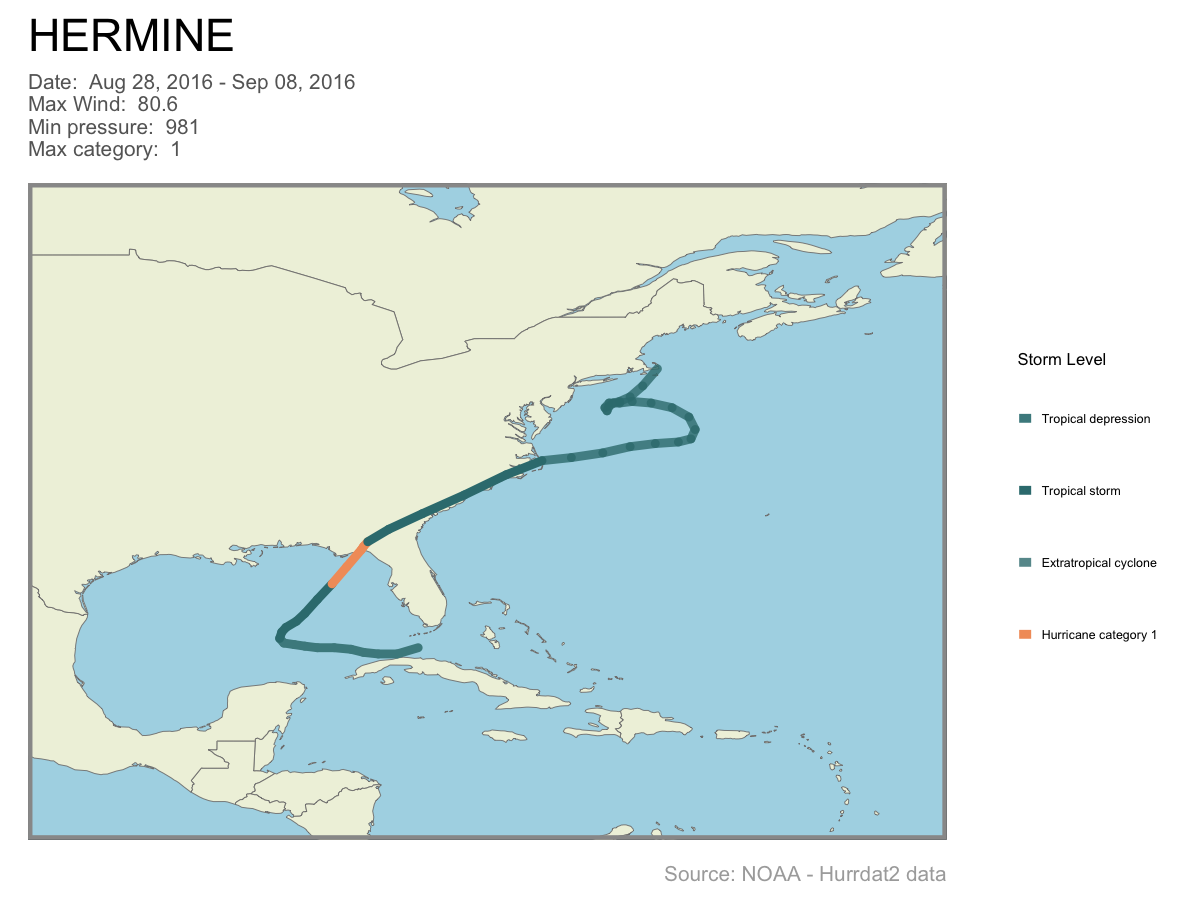 HERMINE
Date:  Aug 28, 2016 - Sep 08, 2016
Max Wind:  80.6
Min pressure:  981
Max category:  1
Storm Level
Tropical depression
Tropical storm
Extratropical cyclone
Hurricane category 1
Source: NOAA - Hurrdat2 data